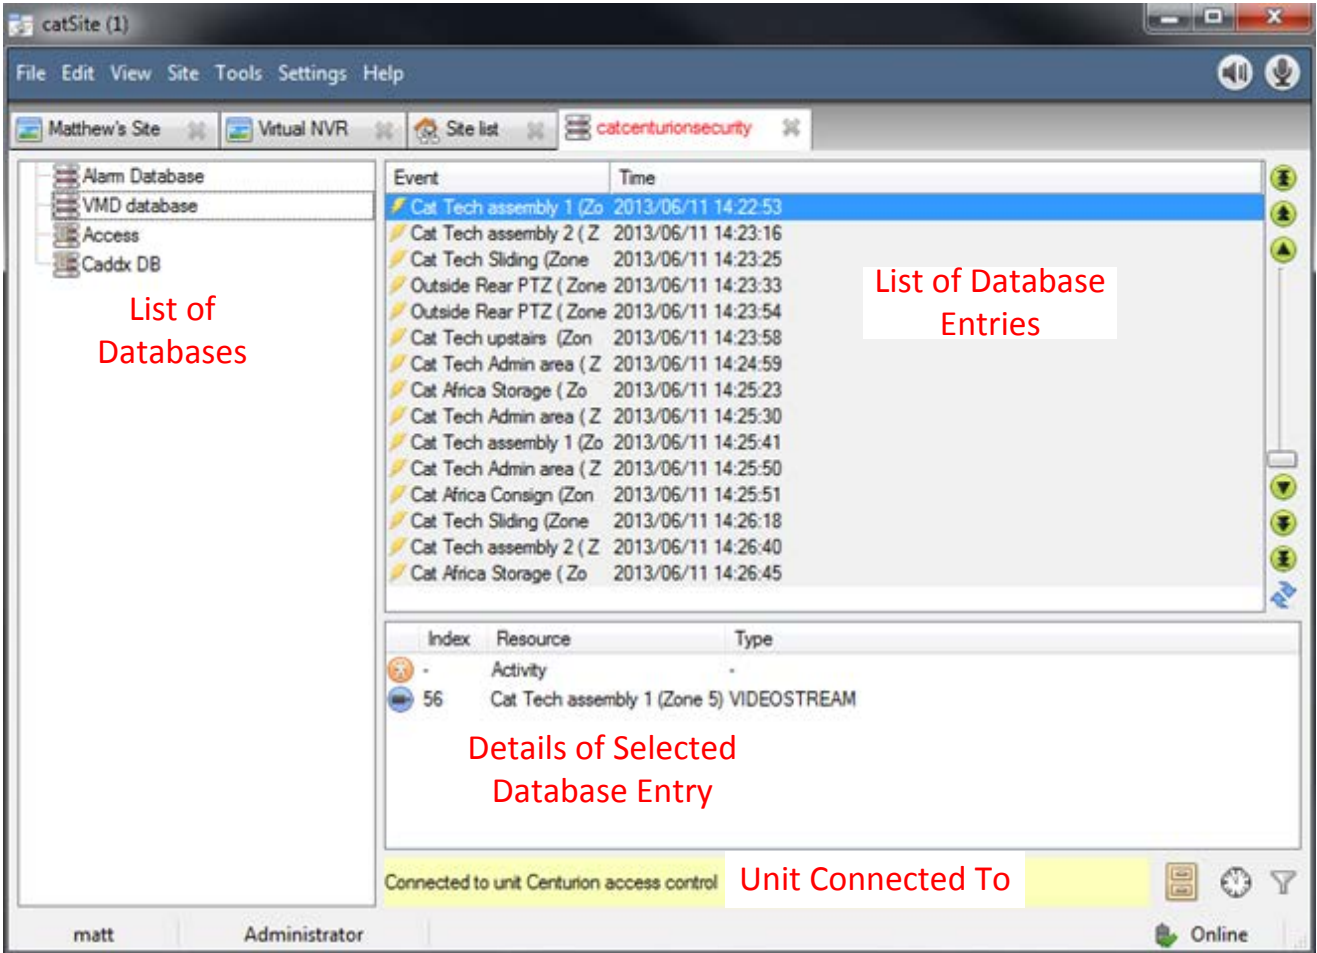 catSite (1)
File Edit View Site Tools Settings Help
Matthew's Site Virtual NVR Site list catcenturionsecurity
Alarm Database
VMD database
Access
Caddx DB
List of
Databases
Event Time
Cat Tech assembly 1 (Zo 2013/06/11 14:22:53
Cat Tech assembly 2 ( Z 2013/06/11 14:23:16
Cat Tech Sliding (Zone 2013/06/11 14:23:25
Outside Rear PTZ ( Zone 2013/06/11 14:23:33
Outside Rear PTZ ( Zone 2013/06/11 14:23:54
Cat Tech upstairs (Zon 2013/06/11 14:23:58
Cat Tech Admin area ( Z 2013/06/11 14:24:59
Cat Africa Storage ( Zo 2013/06/11 14:25:23
Cat Tech Admin area ( Z 2013/06/11 14:25:30
Cat Tech assembly 1 (Zo 2013/06/11 14:25:41
Cat Tech Admin area ( Z 2013/06/11 14:25:50
Cat Africa Consign (Zon 2013/06/11 14:25:51
Cat Tech Sliding (Zone 2013/06/11 14:26:18
Cat Tech assembly 2 ( Z 2013/06/11 14:26:40
Cat Africa Storage ( Zo 2013/06/11 14:26:45
List of Database
Entries
Index Resource Type
- Activity -
56 Cat Tech assembly 1 (Zone 5) VIDEOSTREAM
Details of Selected
Database Entry
Connected to unit Centurion access control Unit Connected To
matt Administrator Online